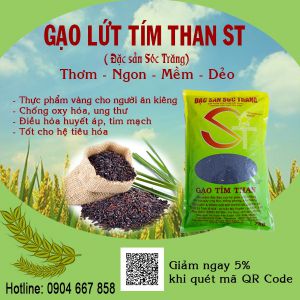 GẠO LỨT TÍM THAN ST
( Đặc sản Sóc Trăng)
Thơm - Ngon - Mềm - Dẻo
- Thực phẩm vàng cho người ăn kiêng
- Chống oxy hóa, ung thư
- Điều hòa huyết áp, tim mạch
- Tốt cho hệ tiêu hóa
ĐẶC SẢN SÓC TRĂNG
ST
GẠO TÍM THAN
Giảm ngay 5%
khi quét mã QR Code
Hotline: 0904 667 858